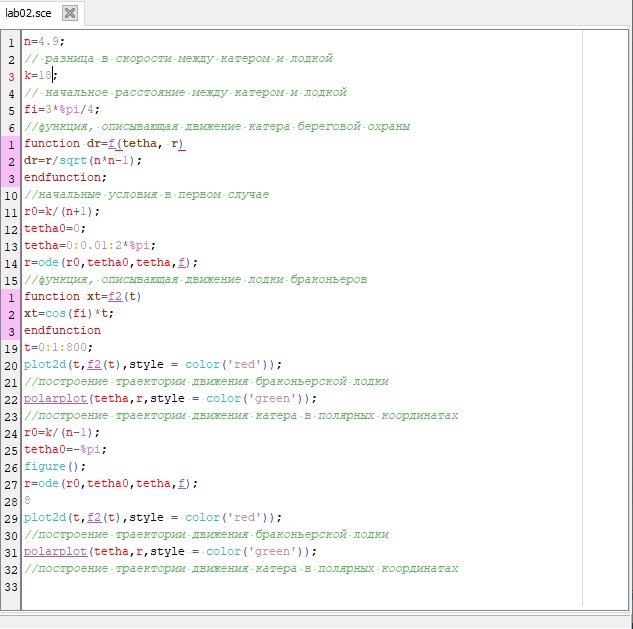 lab02.sce
1 n=4.9;
2 // разница в скорости между катером и лодкой
3 k=18;
4 // начальное расстояние между катером и лодкой
5 fi=3*%pi/4;
6 //функция, описывающая движение катера береговой охраны
1 function dr=f(tetha, r)
2 dr=r/sqrt(n*n-1);
3 endfunction;
10 //начальные условия в первом случае
11 r0=k/(n+1);
12 tetha0=0;
13 tetha=0:0.01:2*%pi;
14 r=ode(r0,tetha0,tetha,f);
15 //функция, описывающая движение лодки браконьеров
1 function xt=f2(t)
2 xt=cos(fi)*t;
3 endfunction
19 t=0:1:800;
20 plot2d(t,f2(t),style = color('red'));
21 //построение траектории движения браконьерской лодки
22 polarplot(tetha,r,style = color('green'));
23 //построение траектории движения катера в полярных координатах
24 r0=k/(n-1);
25 tetha0=-%pi;
26 figure();
27 r=ode(r0,tetha0,tetha,f);
28 8
29 plot2d(t,f2(t),style = color('red'));
30 //построение траектории движения браконьерской лодки
31 polarplot(tetha,r,style = color('green'));
32 //построение траектории движения катера в полярных координатах
33